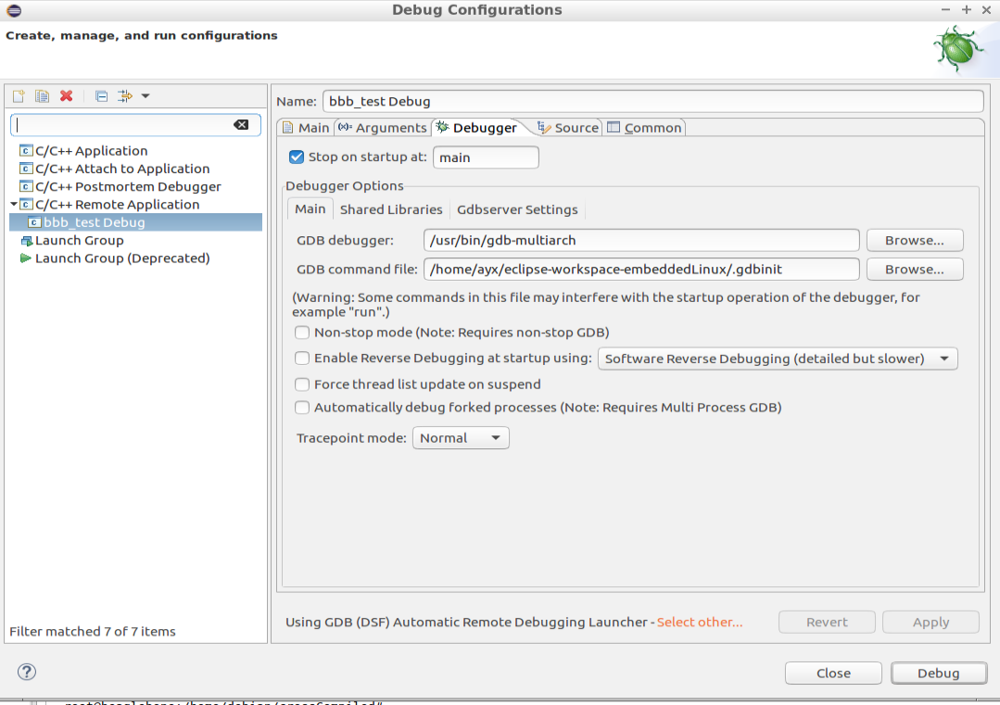 Debug Configurations
Create, manage, and run configurations
Name: bbb_test Debug
Main (x)= Arguments Debugger Source Common
Stop on startup at: main
C/C++ Application
C/C++ Attach to Application
C/C++ Postmortem Debugger
C/C++ Remote Application
bbb_test Debug
Launch Group
Launch Group (Deprecated)
Debugger Options
Main Shared Libraries Gdbserver Settings
GDB debugger: /usr/bin/gdb-multiarch Browse...
GDB command file: /home/ayx/eclipse-workspace-embeddedLinux/.gdbinit Browse...
(Warning: Some commands in this file may interfere with the startup operation of the debugger, for
example "run".)
Non-stop mode (Note: Requires non-stop GDB)
Enable Reverse Debugging at startup using: Software Reverse Debugging (detailed but slower)
Force thread list update on suspend
Automatically debug forked processes (Note: Requires Multi Process GDB)
Tracepoint mode: Normal
Filter matched 7 of 7 items
Using GDB (DSF) Automatic Remote Debugging Launcher - Select other...
Revert Apply
? Close Debug